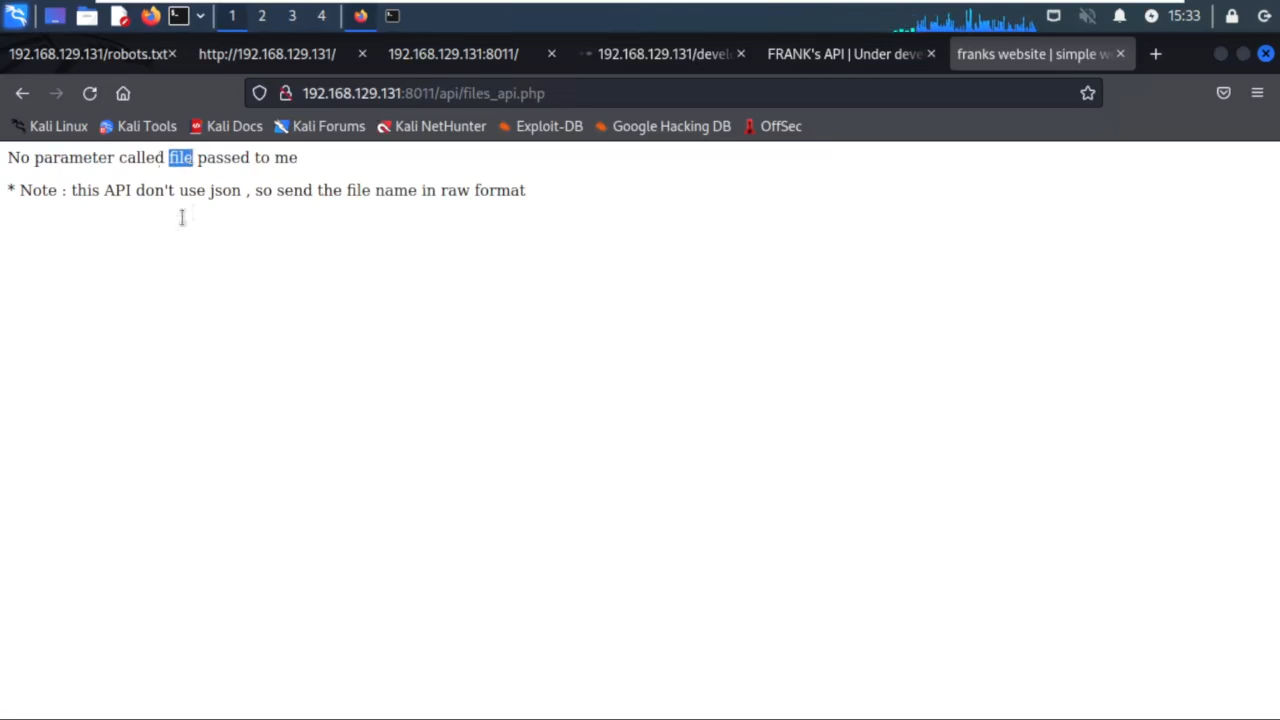 1 2 3 4 15:33
192.168.129.131/robots.txt http://192.168.129.131/ 192.168.129.131:8011/ 192.168.129.131/devel FRANK's API | Under deve franks website | simple w
192.168.129.131:8011/api/files_api.php
Kali Linux Kali Tools Kali Docs Kali Forums Kali NetHunter Exploit-DB Google Hacking DB OffSec
No parameter called file passed to me
* Note : this API don't use json , so send the file name in raw format